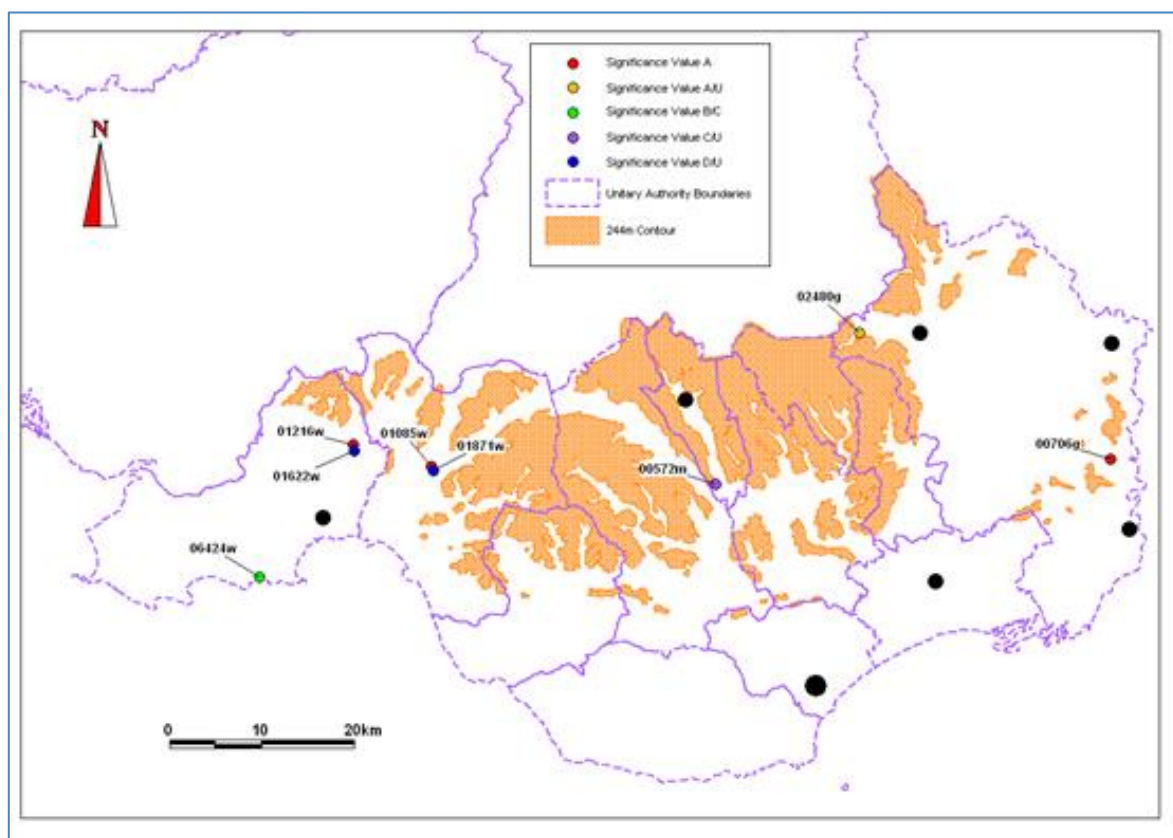 Significance Value A
Significance Value A/U
Significance Value B/C
Significance Value C/U
Significance Value D/U
Unitary Authority Boundaries
244m Contour
N
02480g
01216w
01085w
01871w
00706g
00572m
01622w
06424w
0 10 20km